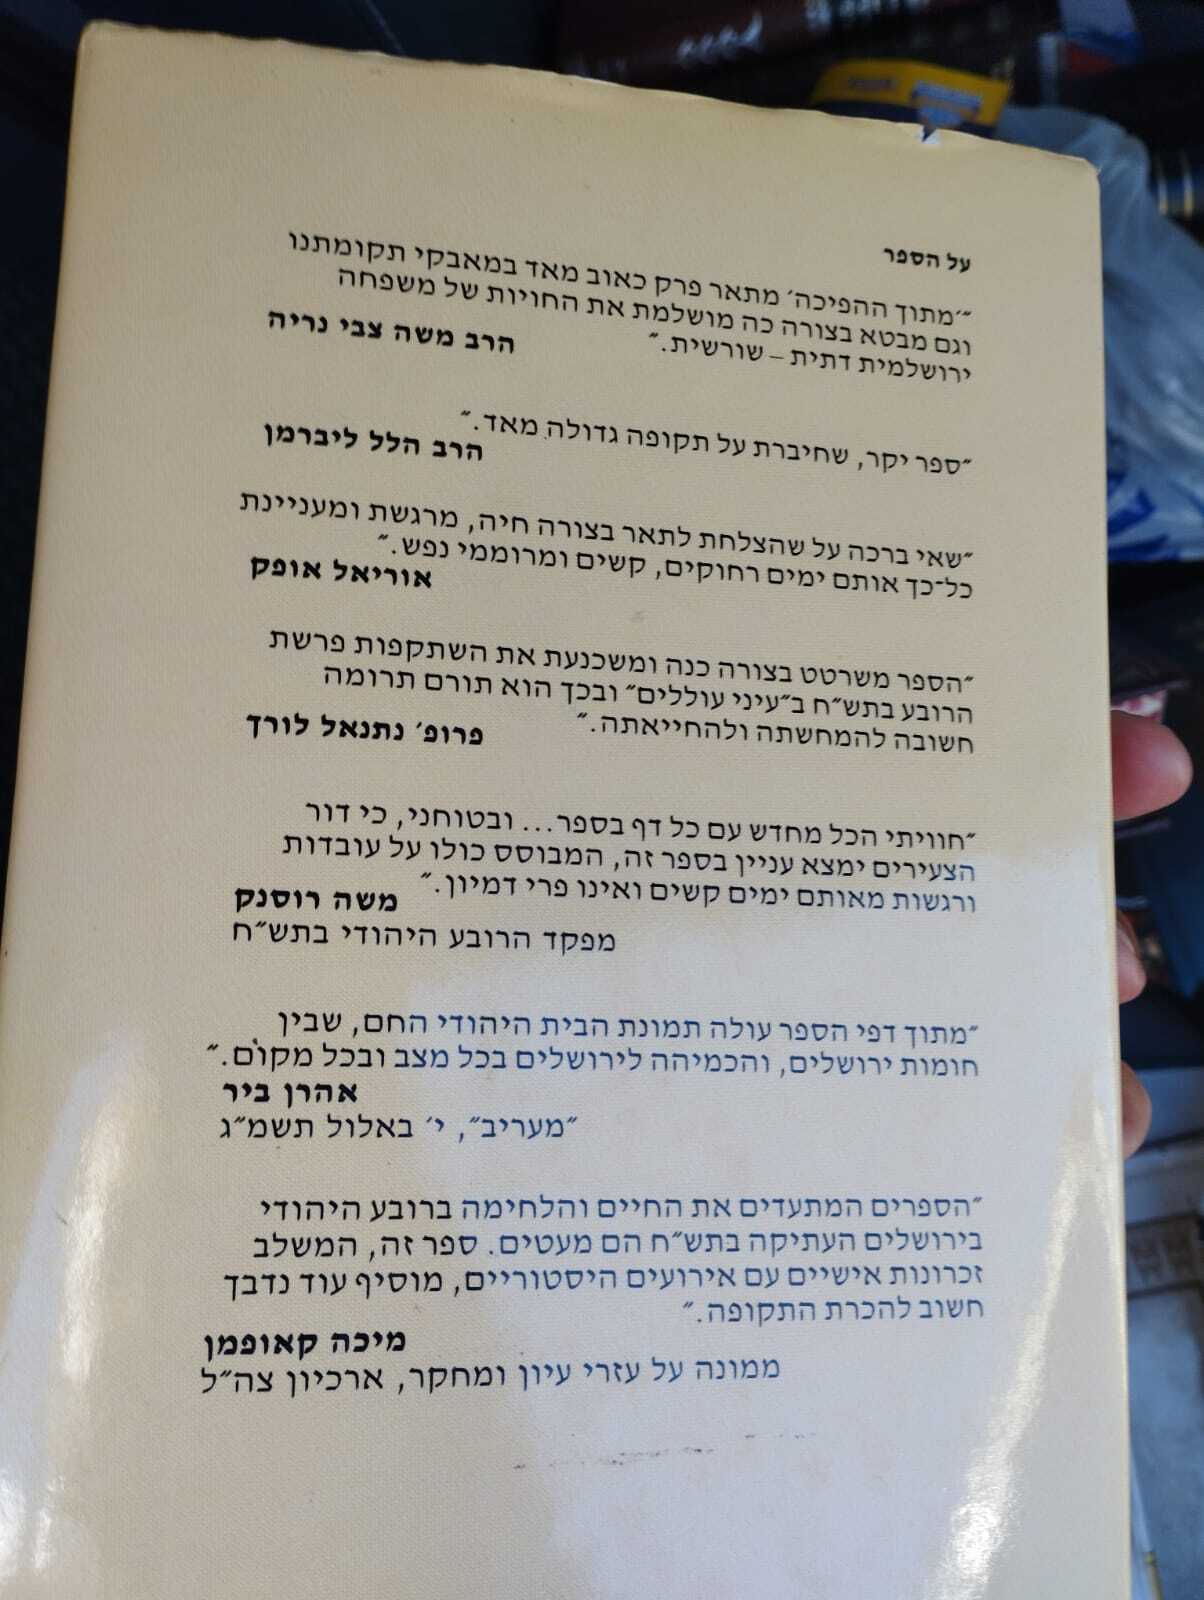 על הספר
״׳מתוך ההפיכה׳ מתאר פרק כאוב מאד במאבקי תקומתנו
וגם מבטא בצורה כה מושלמת את החויות של משפחה
ירושלמית דתית – שורשית.״
הרב משה צבי נריה
״ספר יקר, שחיברת על תקופה גדולה מאד.״
הרב הלל ליברמן
״שאי ברכה על שהצלחת לתאר בצורה חיה, מרגשת ומעניינת
כל־כך אותם ימים רחוקים, קשים ומרוממי נפש.״
אוריאל אופק
״הספר משרטט בצורה כנה ומשכנעת את השתקפות פרשת
הרובע בתש״ח ב״עיני עוללים״ ובכך הוא תורם תרומה
חשובה להמחשתה ולהחייאתה.״
פרופ׳ נתנאל לורך
״חוויתי הכל מחדש עם כל דף בספר... ובטוחני, כי דור
הצעירים ימצא עניין בספר זה, המבוסס כולו על עובדות
ורגשות מאותם ימים קשים ואינו פרי דמיון.״
משה רוסנק
מפקד הרובע היהודי בתש״ח
״מתוך דפי הספר עולה תמונת הבית היהודי החם, שבין
חומות ירושלים, והכמיהה לירושלים בכל מצב ובכל מקום.״
אהרן ביר
״מעריב״, י׳ באלול תשמ״ג
״הספרים המתעדים את החיים והלחימה ברובע היהודי
בירושלים העתיקה בתש״ח הם מעטים. ספר זה, המשלב
זכרונות אישיים עם אירועים היסטוריים, מוסיף עוד נדבך
חשוב להכרת התקופה.״
מיכה קאופמן
ממונה על עזרי עיון ומחקר, ארכיון צה״ל